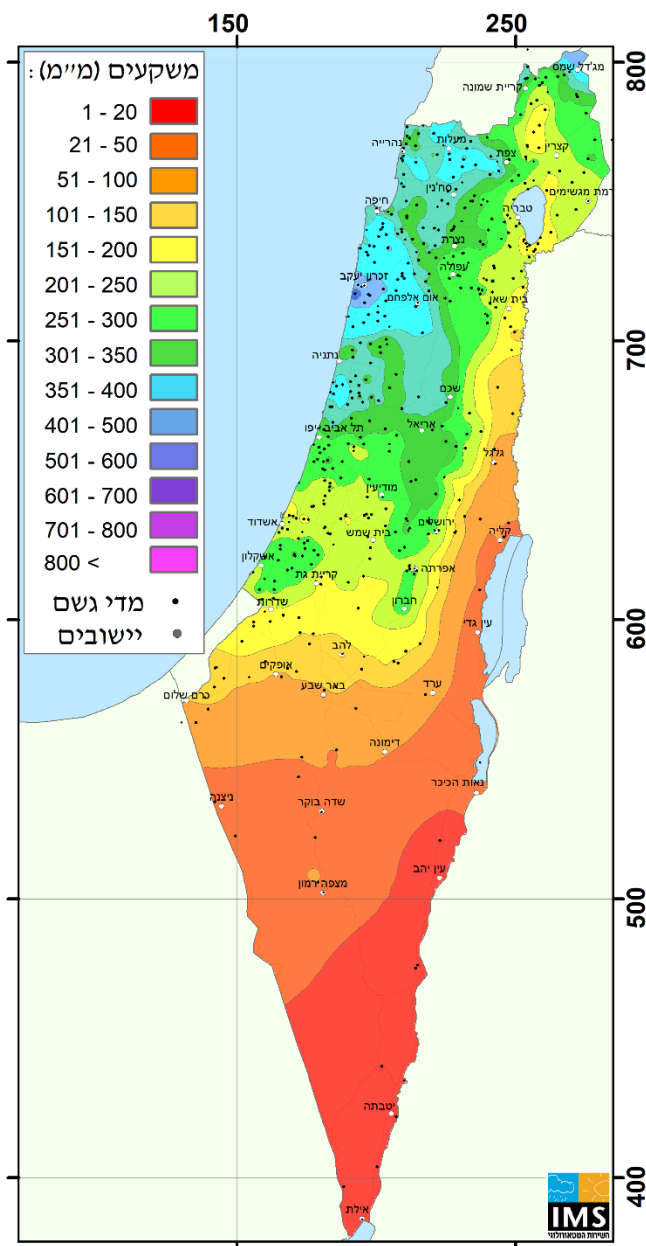 150
250
משקעים (מ״מ):
1 - 20
21 - 50
51 - 100
101 - 150
151 - 200
201 - 250
251 - 300
301 - 350
351 - 400
401 - 500
501 - 600
601 - 700
701 - 800
800 <
מדי גשם
יישובים
800
700
600
500
400
מג'דל שמס
קריית שמונה
נהרייה
מעלות
צפת
קצרין
סח'נין
רמת מגשימים
חיפה
טבריה
נצרת
עפולה
זכרון יעקב
אום אלפחם
בית שאן
נתניה
שכם
תל אביב -יפו
אריאל
גלגל
מודיעין
אשדוד
ירושלים
קליה
בית שמש
אשקלון
אפרתה
קריית גת
שדרות
חברון
עין גדי
להב
אופקים
באר שבע
ערד
כרם שלום
דימונה
נאות הכיכר
ניצנה
שדה בוקר
עין יהב
מצפה רמון
יטבתה
אילת
IMS
השירות המטאורולוגי